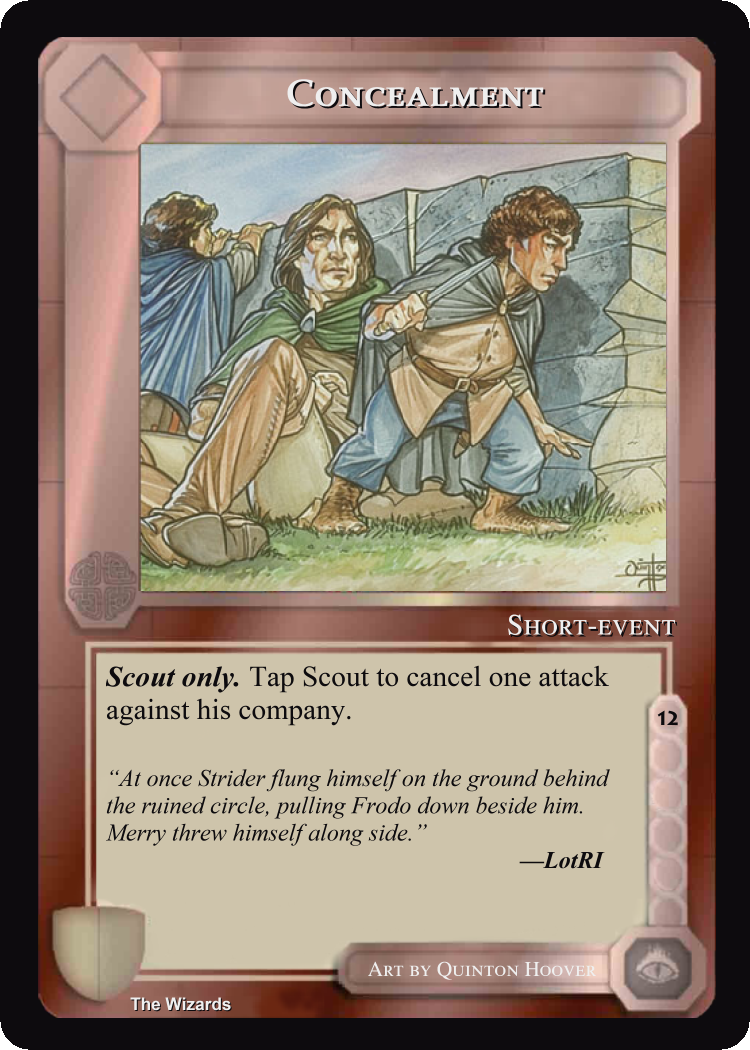 Concealment
Short-event
Scout only. Tap Scout to cancel one attack
against his company.
12
“At once Strider flung himself on the ground behind
the ruined circle, pulling Frodo down beside him.
Merry threw himself along side.”
—LotRI
Art by Quinton Hoover
The Wizards